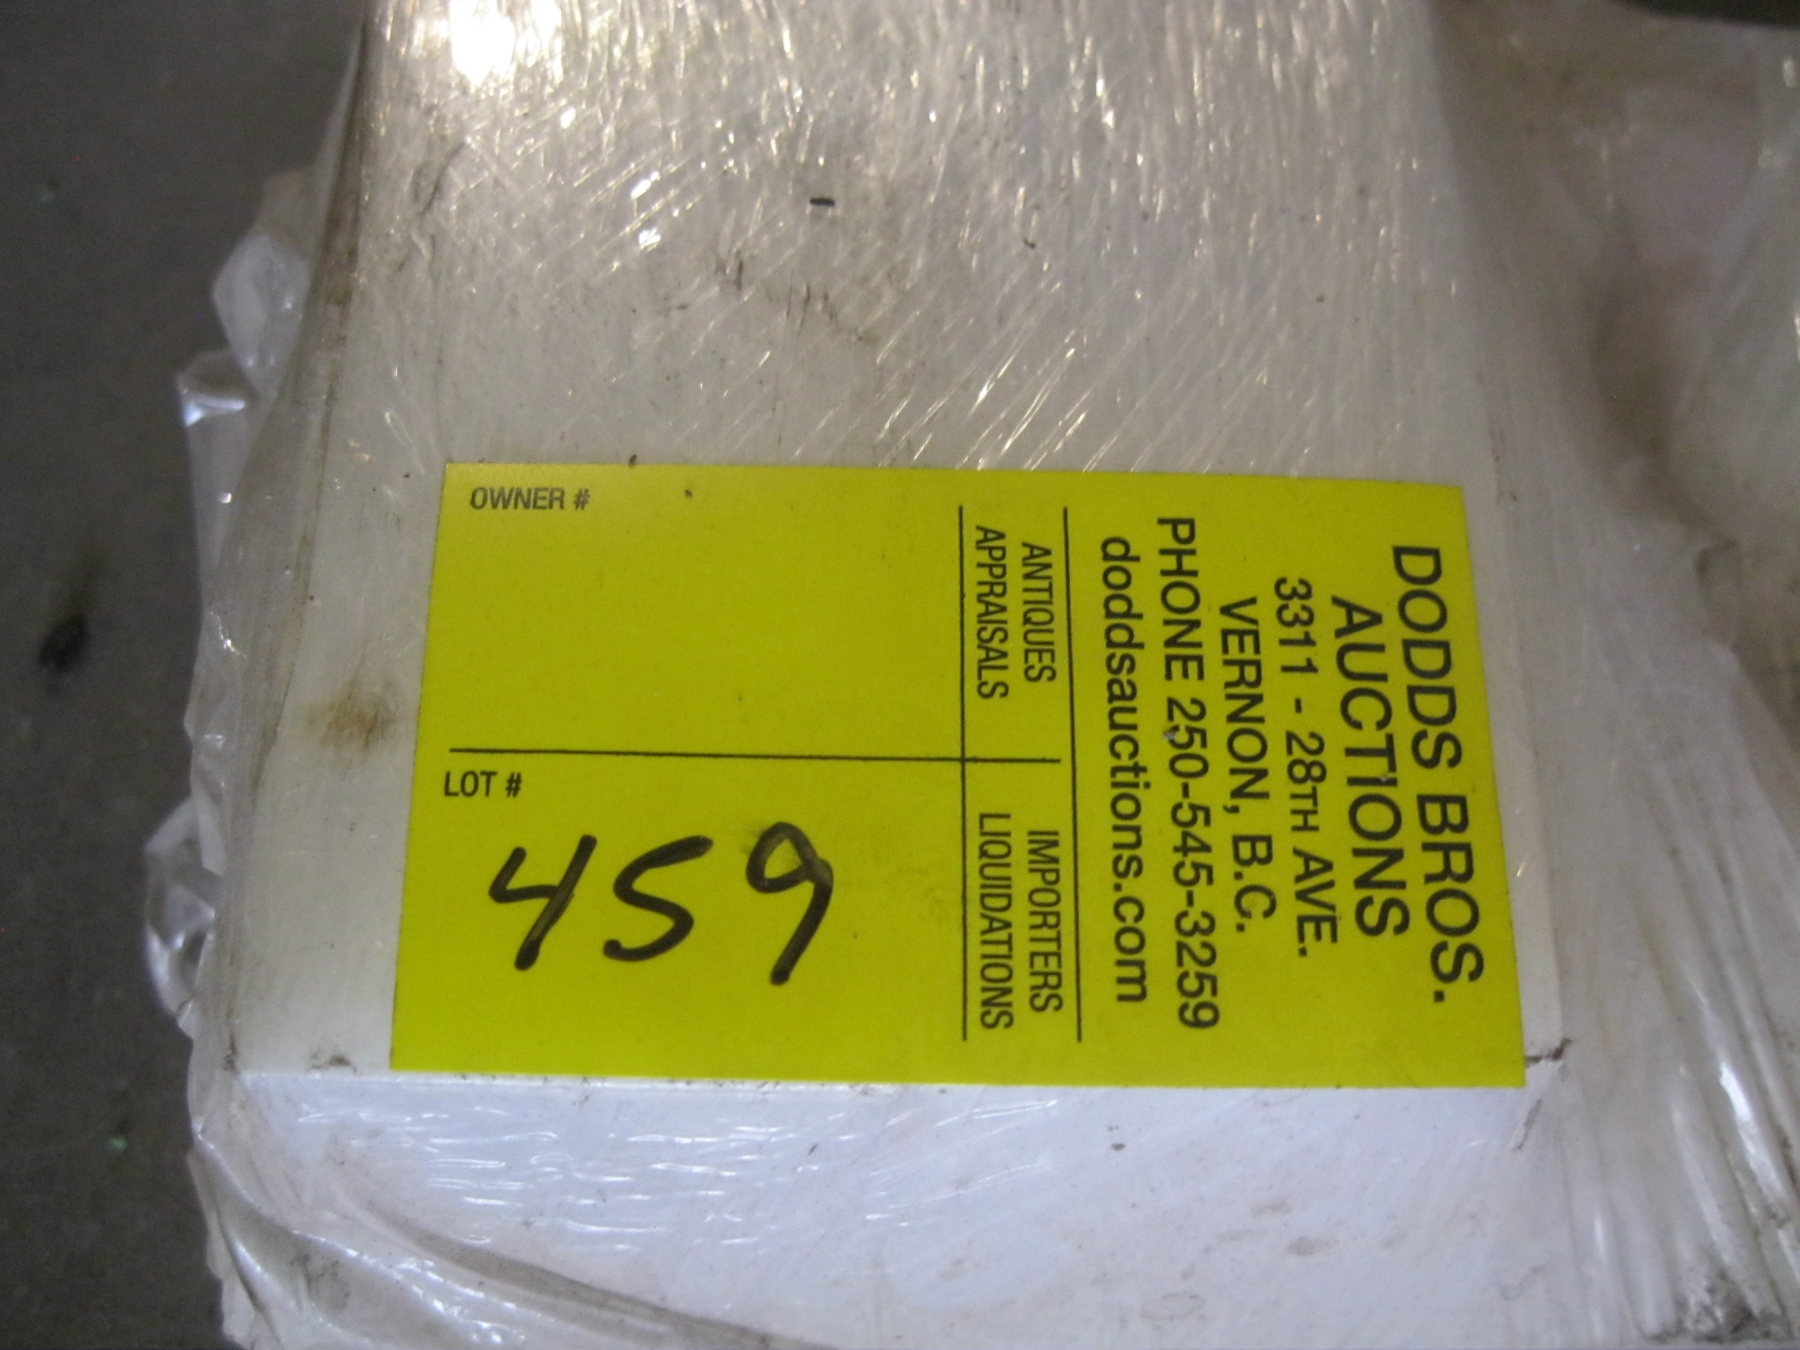 DODDS BROS.
AUCTIONS
3311 - 28TH AVE.
VERNON, B.C.
PHONE 250-545-3259
doddsauctions.com
ANTIQUES IMPORTERS
APPRAISALS LIQUIDATIONS
OWNER #
LOT #
459